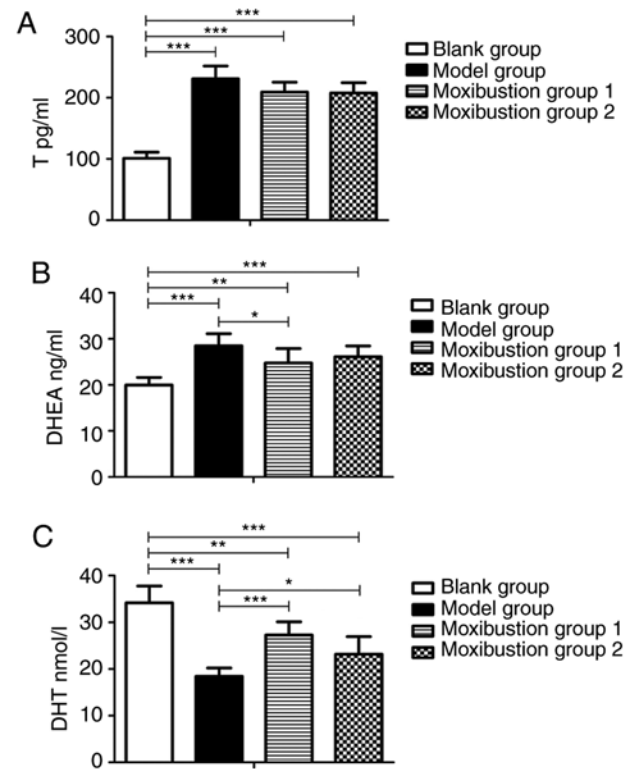 A
***
***
***
300
200
100
0
T pg/ml
Blank group
Model group
Moxibustion group 1
Moxibustion group 2
B
***
**
***
*
40
30
20
10
0
DHEA ng/ml
Blank group
Model group
Moxibustion group 1
Moxibustion group 2
C
***
**
***
*
***
40
30
20
10
0
DHT nmol/l
Blank group
Model group
Moxibustion group 1
Moxibustion group 2